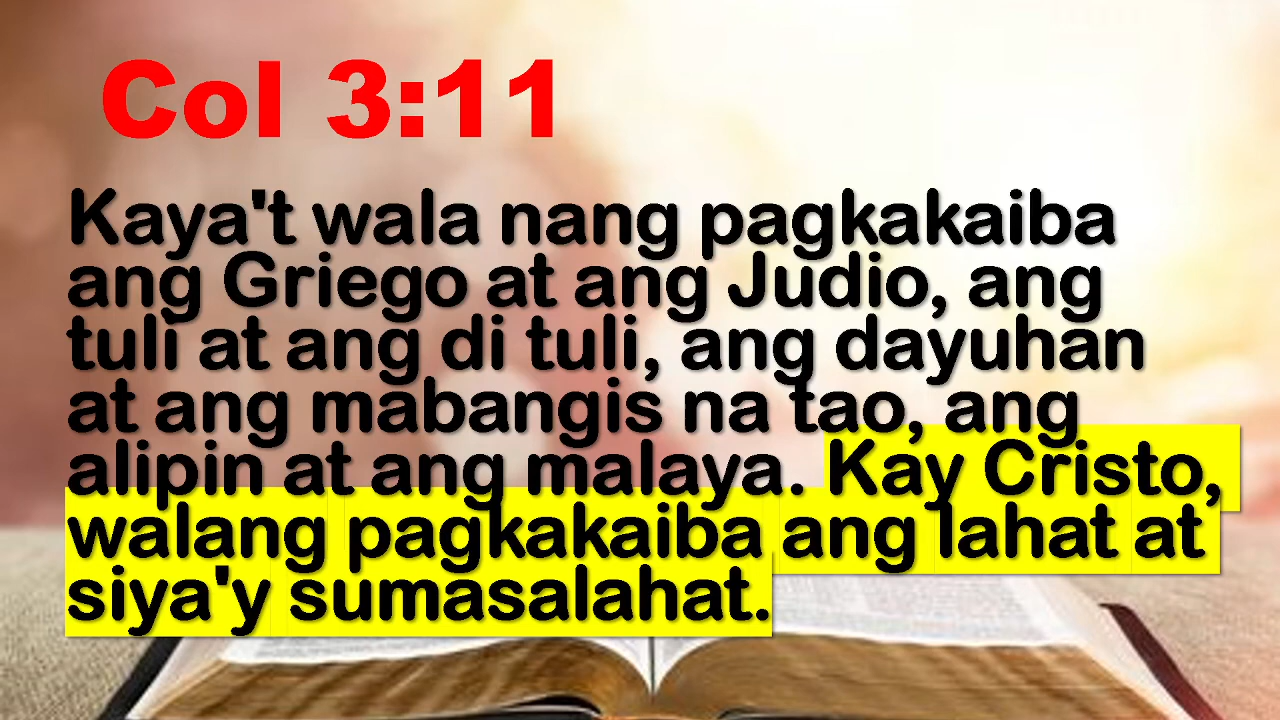 Col 3:11
Kaya't wala nang pagkakaiba
ang Griego at ang Judio, ang
tuli at ang di tuli, ang dayuhan
at ang mabangis na tao, ang
alipin at ang malaya. Kay Cristo,
walang pagkakaiba ang lahat at
siya'y sumasalahat.